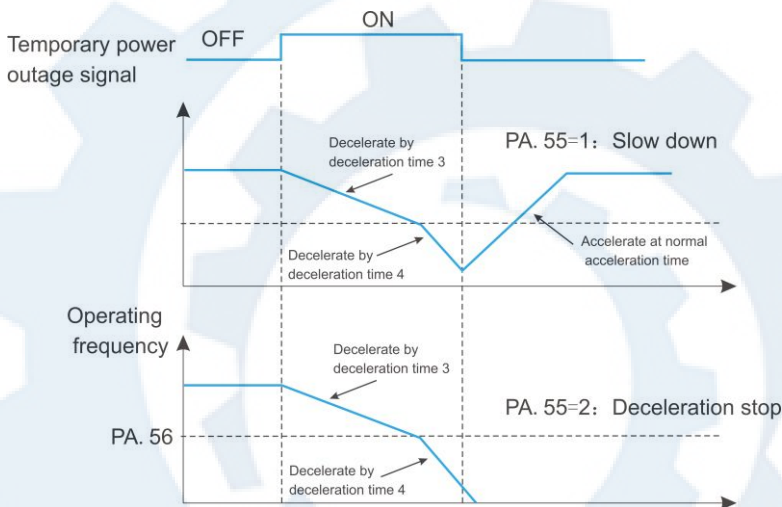 Temporary power
outage signal
OFF
ON
Decelerate by
deceleration time 3
PA. 55=1: Slow down
Decelerate by
deceleration time 4
Accelerate at normal
acceleration time
Operating
frequency
Decelerate by
deceleration time 3
PA. 55=2: Deceleration stop
PA. 56
Decelerate by
deceleration time 4